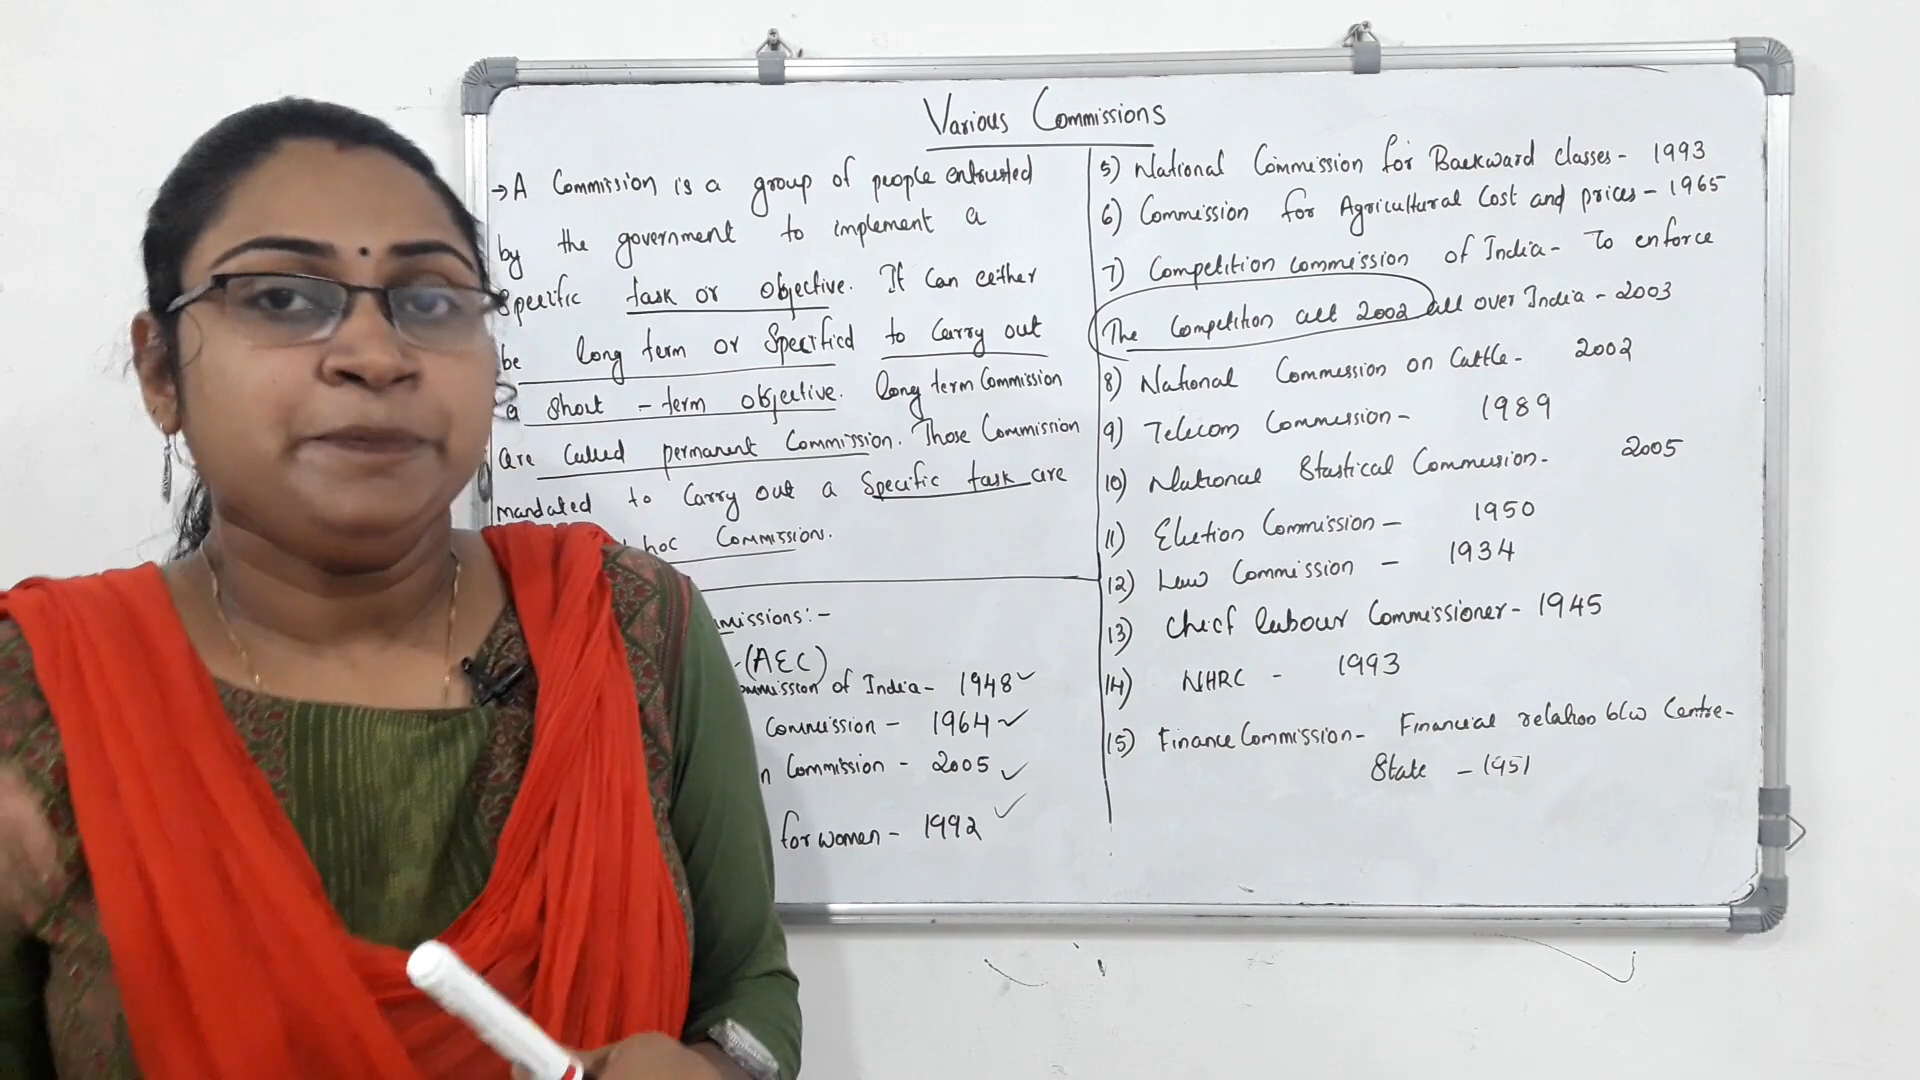 Various Commissions
→ A Commission is a group of people entrusted
by the government to implement a
specific task or objective. It can either
be long term or Specified to carry out
a short - term objective. long term Commission
are called permanent Commission. Those Commission
mandated to carry out a Specific task are
hoc Commission.
mmissions:-
(AEC)
ommission of India - 1948 ✓
Commission - 1964 ✓
n Commission - 2005 ✓
for women - 1992 ✓
5) National Commission for Backward classes - 1993
6) Commission for Agricultural Cost and prices - 1965
7) Competition commission of India - To enforce
The Competition act 2002 all over India - 2003
8) National Commission on Cattle - 2002
9) Telecom Commission - 1989
10) National Stastical Commission - 2005
11) Election Commission - 1950
12) Law Commission - 1934
13) Chief labour Commissioner - 1945
14) NHRC - 1993
15) Finance Commission - Financial relation b/w Centre -
State - 1951